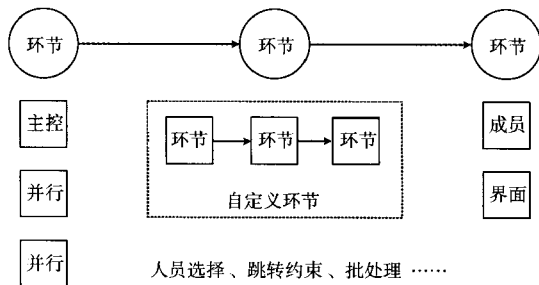 环节 环节 环节
主控
环节 环节 环节
成员
并行
自定义环节
界面
并行
人员选择、跳转约束、批处理……